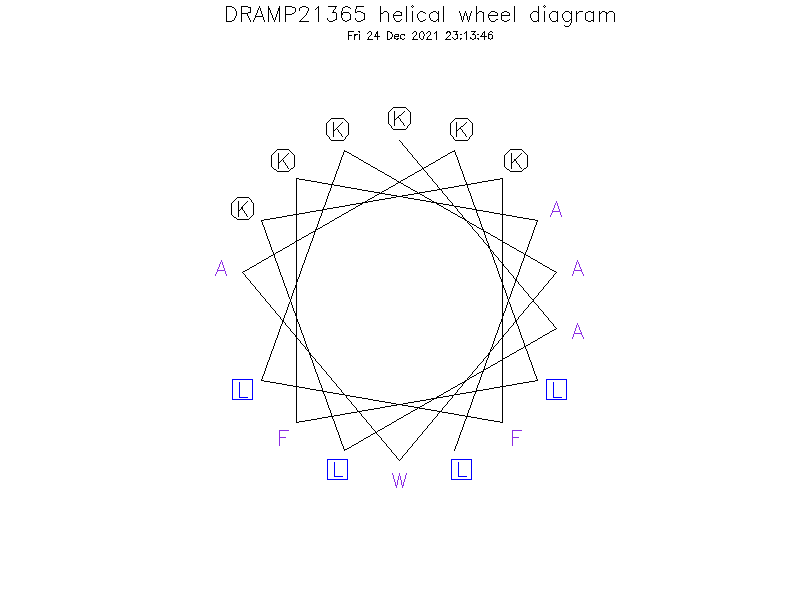 DRAMP21365 helical wheel diagram
Fri 24 Dec 2021 23:13:46
K
K K
K K
K A
A A
A
L L
F F
L L
W